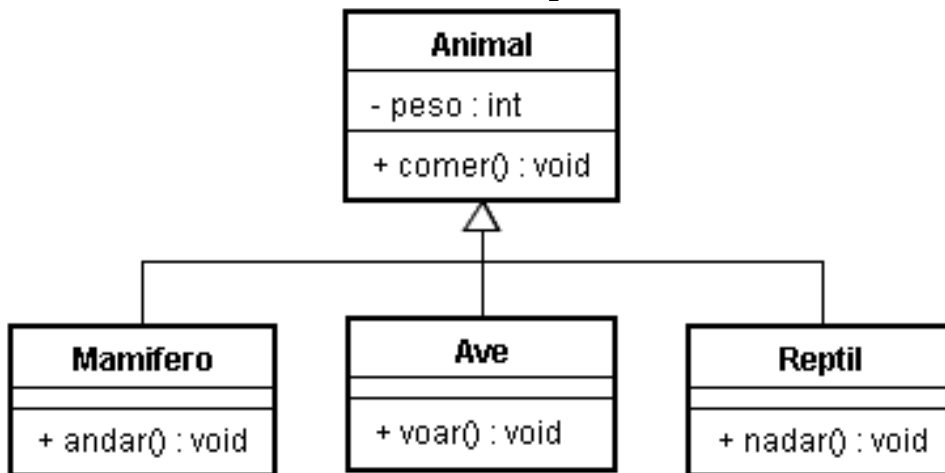 Animal
- peso : int
+ comer() : void
Mamifero
+ andar() : void
Ave
+ voar() : void
Reptil
+ nadar() : void